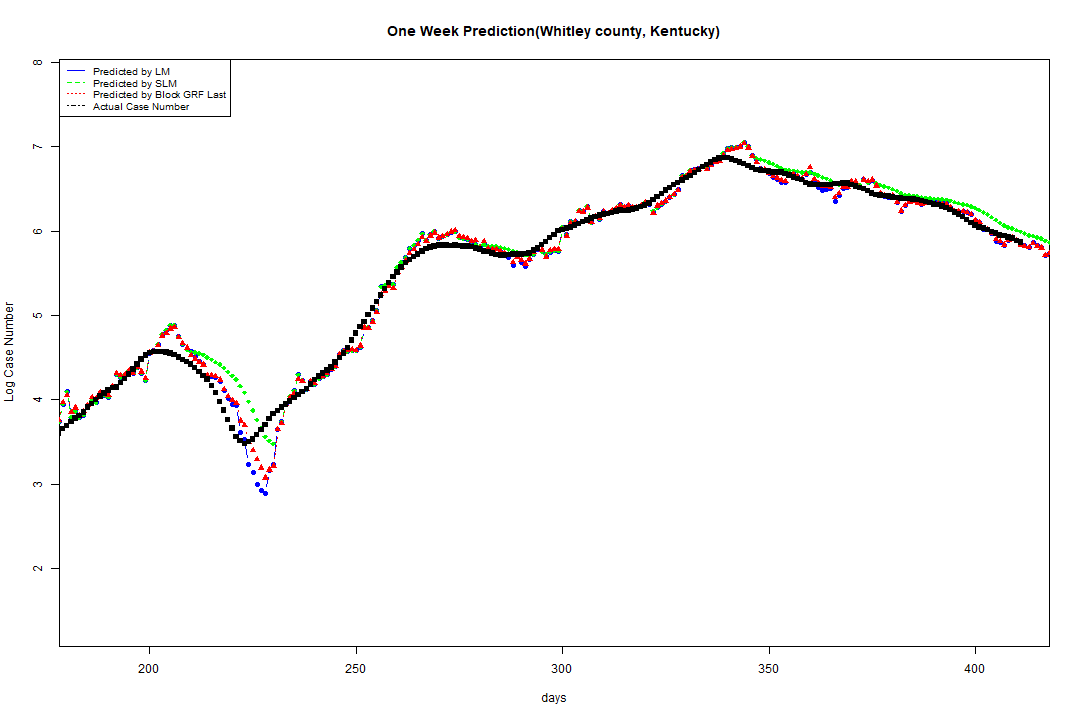 One Week Prediction(Whitley county, Kentucky)
Predicted by LM
Predicted by SLM
Predicted by Block GRF Last
Actual Case Number
8
7
6
5
4
3
2
Log Case Number
200 250 300 350 400
days